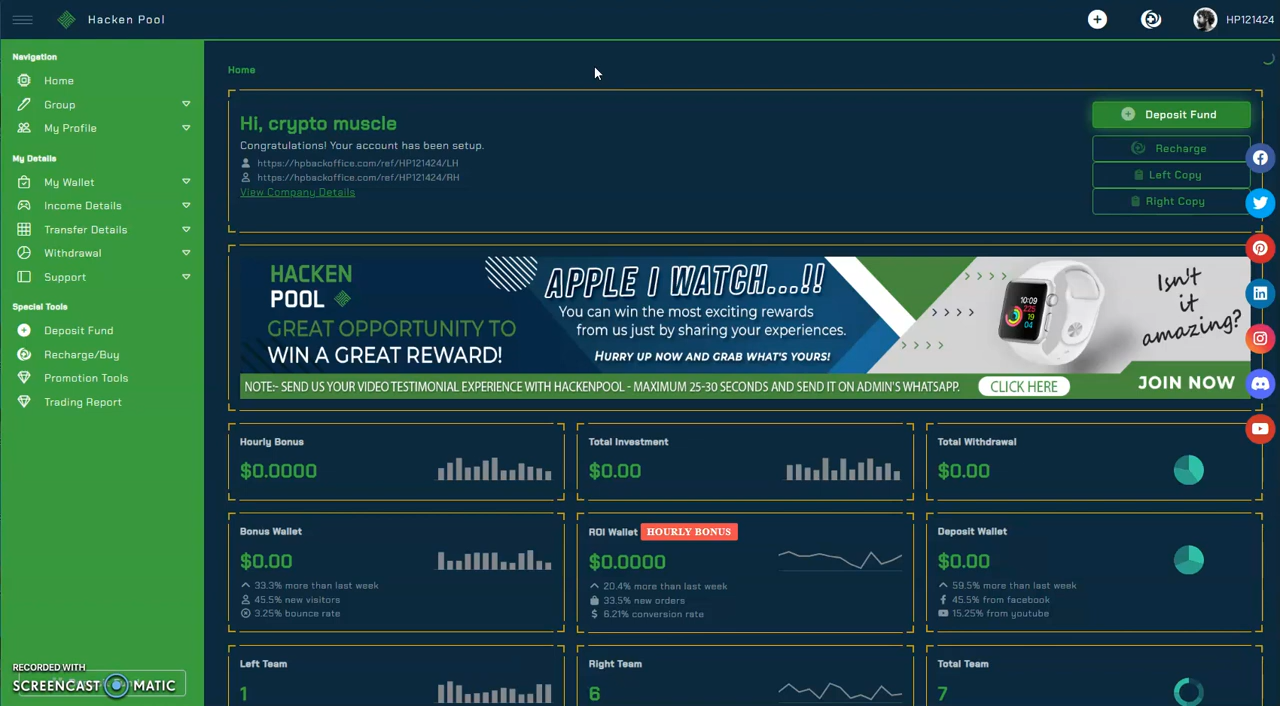 Hacken Pool
HP121424
Navigation
Home
Group
My Profile
My Details
My Wallet
Income Details
Transfer Details
Withdrawal
Support
Special Tools
Deposit Fund
Recharge/Buy
Promotion Tools
Trading Report
RECORDED WITH
SCREENCAST MATIC
Home
Hi, crypto muscle
Congratulations! Your account has been setup.
https://hpbackoffice.com/ref/HP121424/LH
https://hpbackoffice.com/ref/HP121424/RH
View Company Details
Deposit Fund
Recharge
Left Copy
Right Copy
HACKEN
POOL
GREAT OPPORTUNITY TO
WIN A GREAT REWARD!
APPLE I WATCH...!!
You can win the most exciting rewards
from us just by sharing your experiences.
HURRY UP NOW AND GRAB WHAT'S YOURS!
10:09
Isn't
it
amazing?
NOTE:- SEND US YOUR VIDEO TESTIMONIAL EXPERIENCE WITH HACKENPOOL - MAXIMUM 25-30 SECONDS AND SEND IT ON ADMIN'S WHATSAPP.
CLICK HERE
JOIN NOW
Hourly Bonus
$0.0000
Total Investment
$0.00
Total Withdrawal
$0.00
Bonus Wallet
$0.00
33.3% more than last week
45.5% new visitors
3.25% bounce rate
ROI Wallet HOURLY BONUS
$0.0000
20.4% more than last week
33.5% new orders
6.21% conversion rate
Deposit Wallet
$0.00
59.5% more than last week
45.5% from facebook
15.25% from youtube
Left Team
1
Right Team
6
Total Team
7